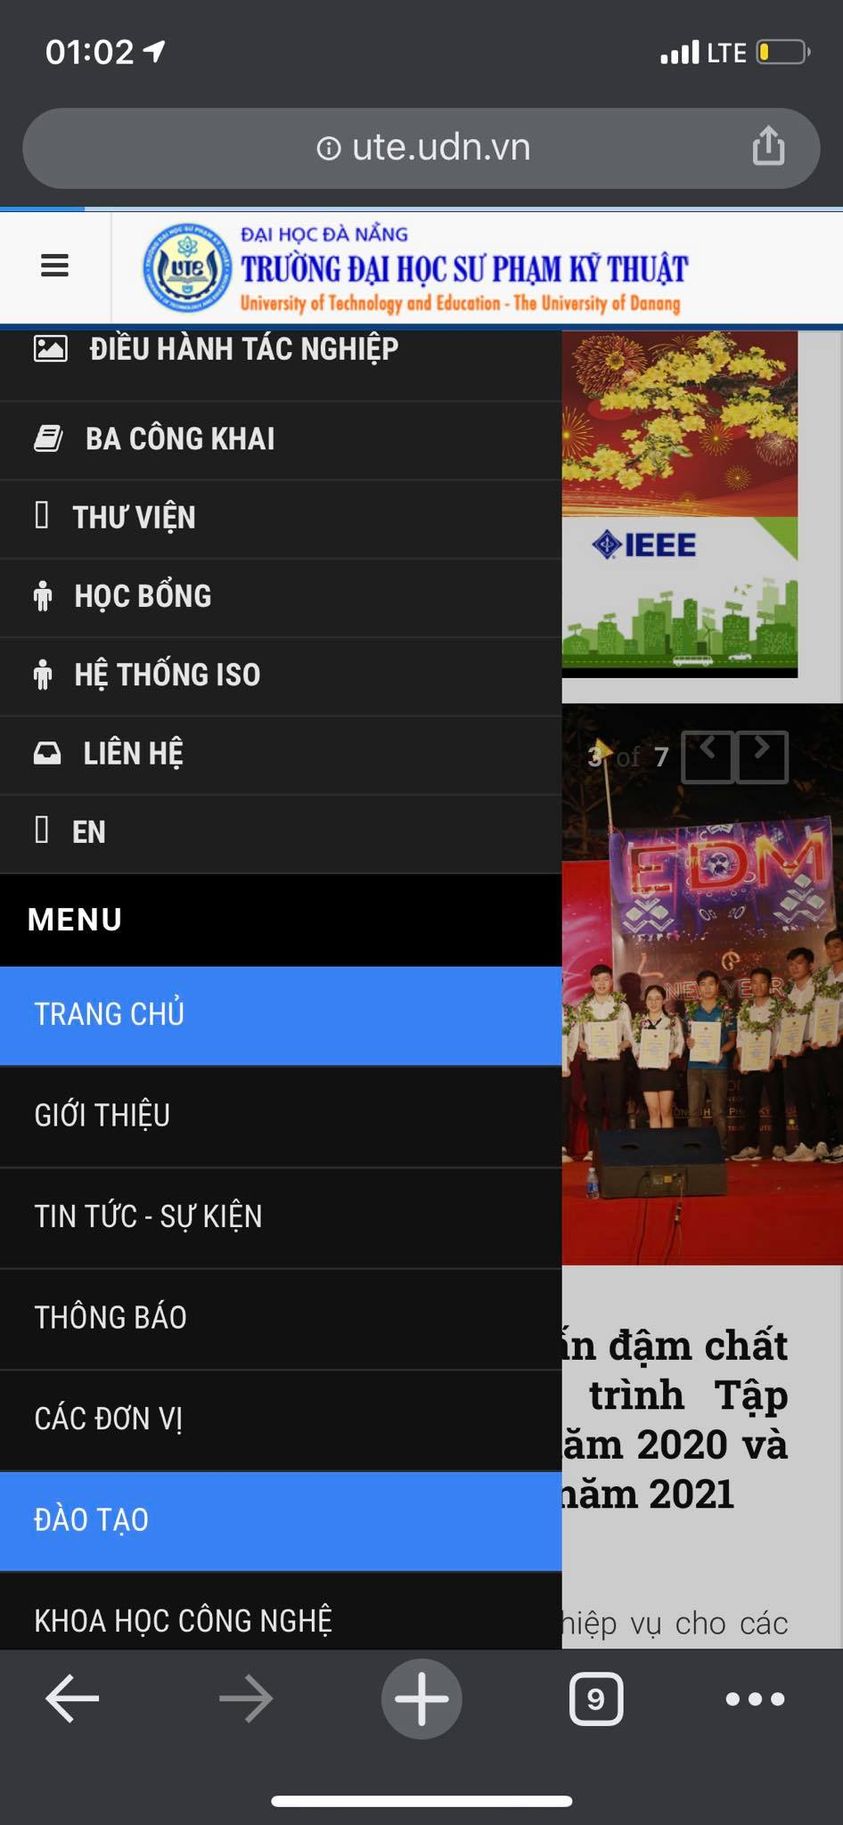 01:02
LTE
ute.udn.vn
UTE
ĐẠI HỌC ĐÀ NẴNG
TRƯỜNG ĐẠI HỌC SƯ PHẠM KỸ THUẬT
University of Technology and Education - The University of Danang
ĐIỀU HÀNH TÁC NGHIỆP
BA CÔNG KHAI
THƯ VIỆN
HỌC BỔNG
HỆ THỐNG ISO
LIÊN HỆ
EN
MENU
TRANG CHỦ
GIỚI THIỆU
TIN TỨC - SỰ KIỆN
THÔNG BÁO
CÁC ĐƠN VỊ
ĐÀO TẠO
KHOA HỌC CÔNG NGHỆ
IEEE
3 of 7
EDM
NEW YEAR
ấn đậm chất
trình Tập
ăm 2020 và
năm 2021
hiệp vụ cho các
9